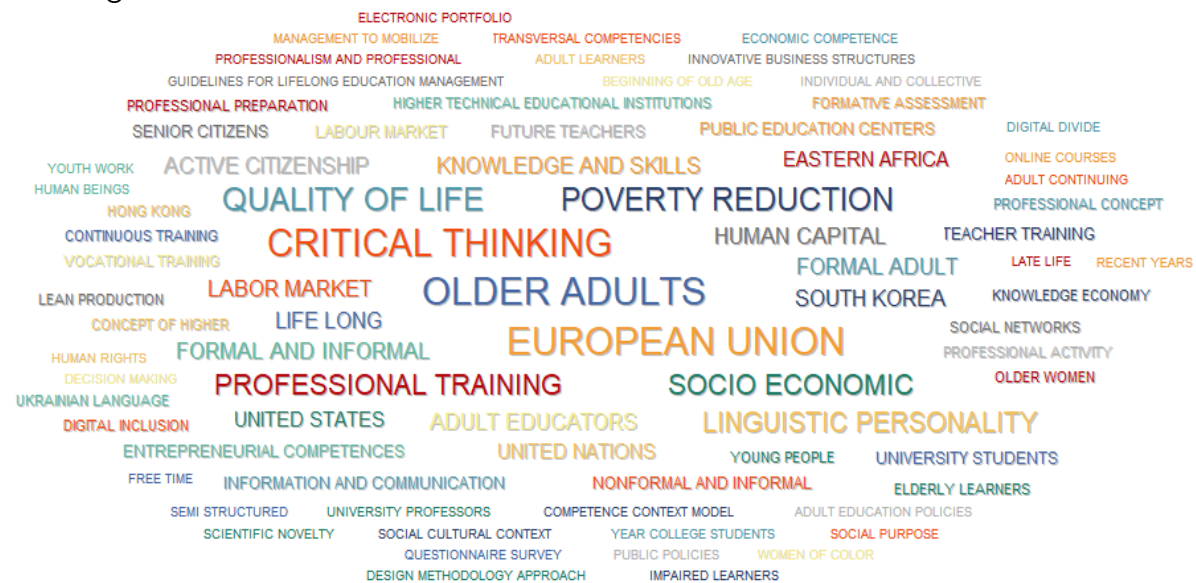 ELECTRONIC PORTFOLIO
MANAGEMENT TO MOBILIZE TRANSVERSAL COMPETENCIES ECONOMIC COMPETENCE
PROFESSIONALISM AND PROFESSIONAL ADULT LEARNERS INNOVATIVE BUSINESS STRUCTURES
GUIDELINES FOR LIFELONG EDUCATION MANAGEMENT BEGINNING OF OLD AGE INDIVIDUAL AND COLLECTIVE
PROFESSIONAL PREPARATION HIGHER TECHNICAL EDUCATIONAL INSTITUTIONS FORMATIVE ASSESSMENT
SENIOR CITIZENS LABOUR MARKET FUTURE TEACHERS PUBLIC EDUCATION CENTERS DIGITAL DIVIDE
YOUTH WORK ACTIVE CITIZENSHIP KNOWLEDGE AND SKILLS EASTERN AFRICA ONLINE COURSES
HUMAN BEINGS QUALITY OF LIFE POVERTY REDUCTION ADULT CONTINUING
HONG KONG PROFESSIONAL CONCEPT
CONTINUOUS TRAINING CRITICAL THINKING HUMAN CAPITAL TEACHER TRAINING
VOCATIONAL TRAINING FORMAL ADULT LATE LIFE RECENT YEARS
LEAN PRODUCTION LABOR MARKET OLDER ADULTS SOUTH KOREA KNOWLEDGE ECONOMY
CONCEPT OF HIGHER LIFE LONG EUROPEAN UNION SOCIAL NETWORKS
HUMAN RIGHTS FORMAL AND INFORMAL PROFESSIONAL ACTIVITY
DECISION MAKING PROFESSIONAL TRAINING SOCIO ECONOMIC OLDER WOMEN
UKRAINIAN LANGUAGE
DIGITAL INCLUSION UNITED STATES ADULT EDUCATORS LINGUISTIC PERSONALITY
ENTREPRENEURIAL COMPETENCES UNITED NATIONS YOUNG PEOPLE UNIVERSITY STUDENTS
FREE TIME INFORMATION AND COMMUNICATION NONFORMAL AND INFORMAL ELDERLY LEARNERS
SEMI STRUCTURED UNIVERSITY PROFESSORS COMPETENCE CONTEXT MODEL ADULT EDUCATION POLICIES
SCIENTIFIC NOVELTY SOCIAL CULTURAL CONTEXT YEAR COLLEGE STUDENTS SOCIAL PURPOSE
QUESTIONNAIRE SURVEY PUBLIC POLICIES WOMEN OF COLOR
DESIGN METHODOLOGY APPROACH IMPAIRED LEARNERS